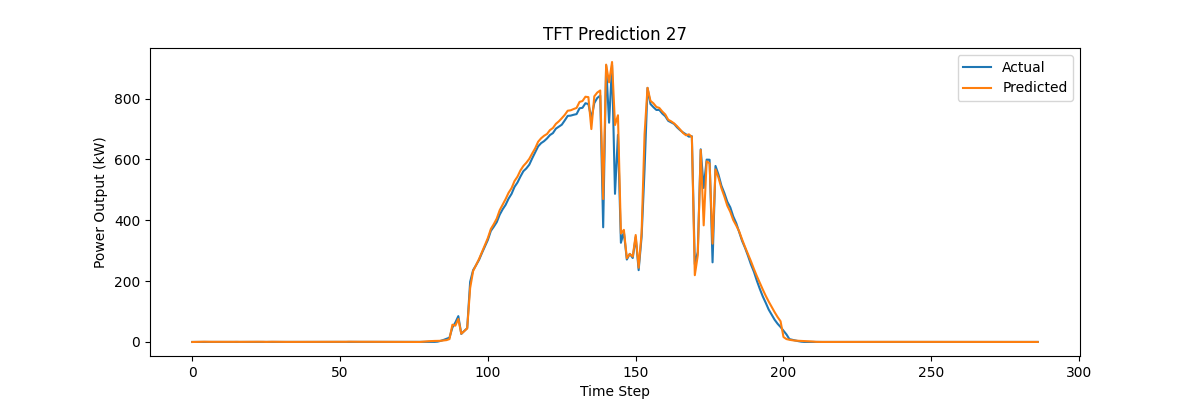 TFT Prediction 27
Actual
Predicted
Power Output (kW)
800
600
400
200
0
0 50 100 150 200 250 300
Time Step